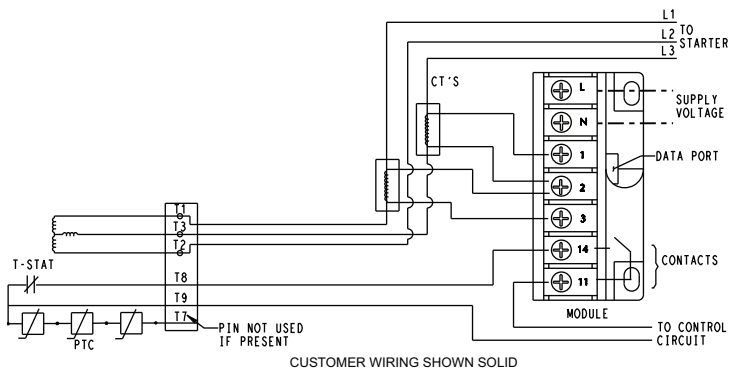 L1
L2 TO
STARTER
L3
CT'S
L
N
SUPPLY
VOLTAGE
1
DATA PORT
2
3
14
CONTACTS
11
MODULE
T1
T3
T2
T-STAT
T8
T9
T7
PIN NOT USED
IF PRESENT
PTC
TO CONTROL
CIRCUIT
CUSTOMER WIRING SHOWN SOLID